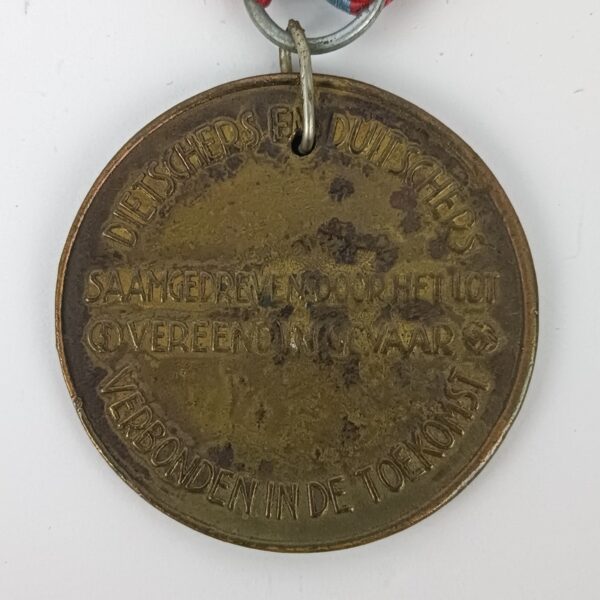 DIETSCHERS EN DUITSCHERS
SAAMGEDREVEN DOOR HET LOT
VEREEND IN GEVAAR
VERBONDEN IN DE TOEKOMST